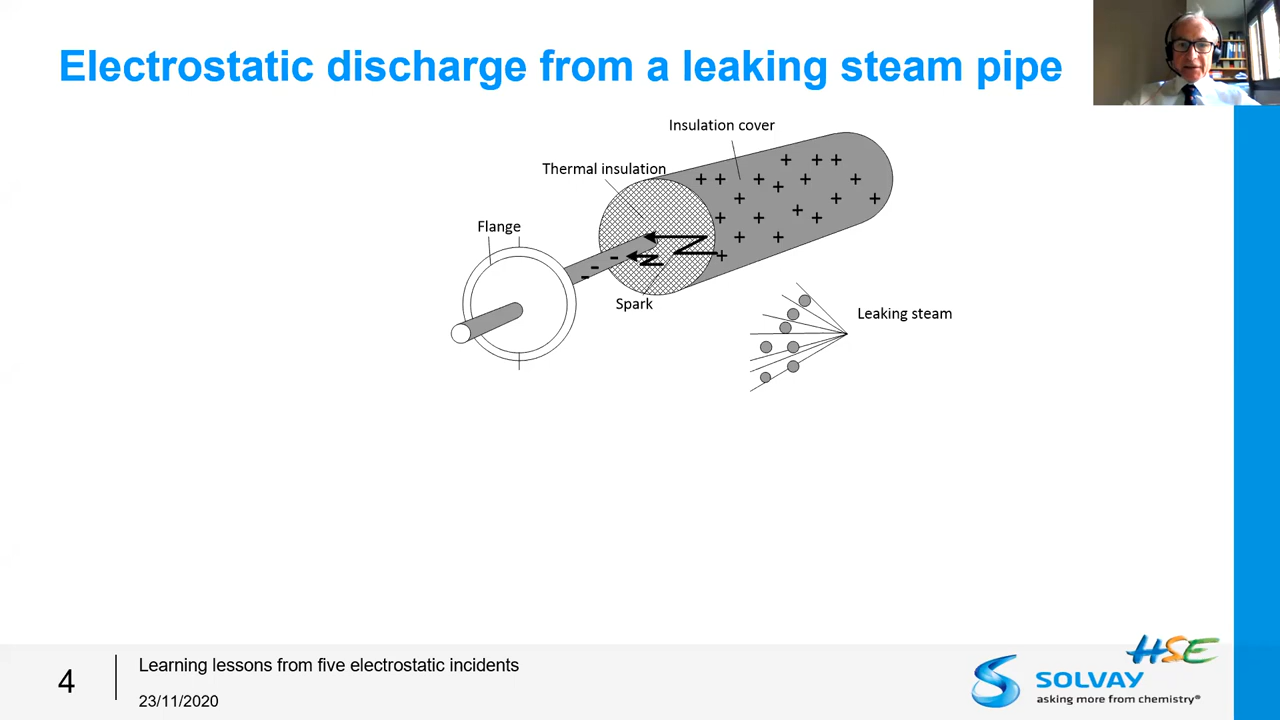 Electrostatic discharge from a leaking steam pipe
Insulation cover
Thermal insulation
Flange
Spark
Leaking steam
4
Learning lessons from five electrostatic incidents
23/11/2020
HSE
SOLVAY
asking more from chemistry®